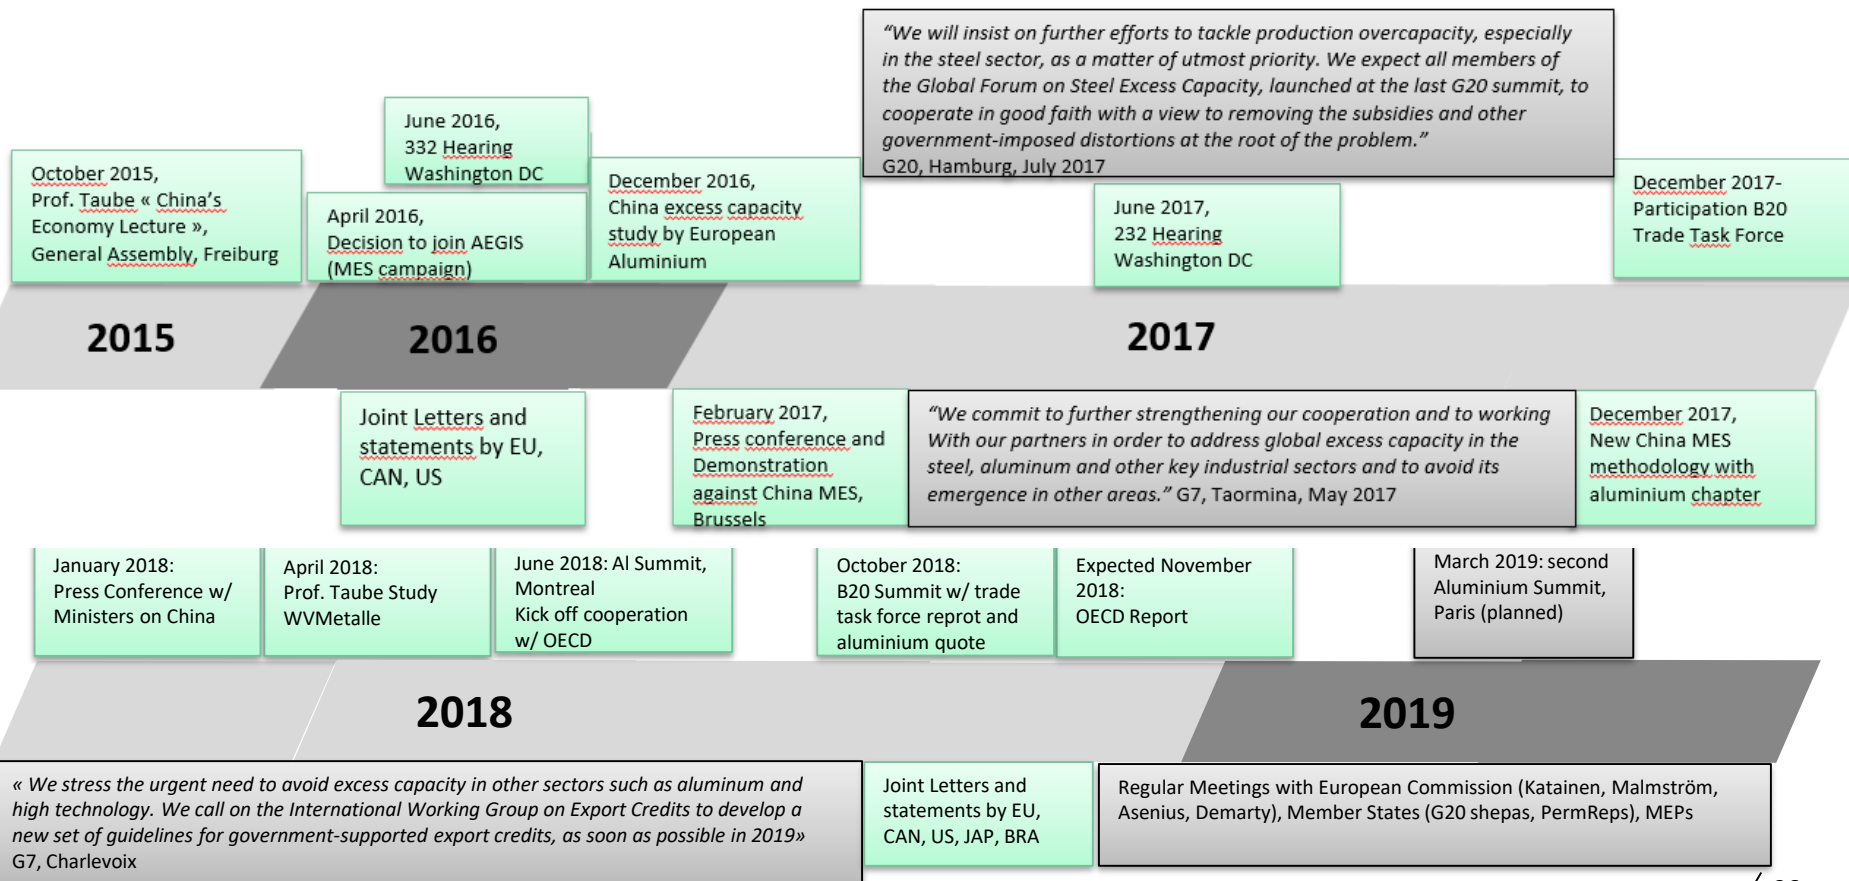 “We will insist on further efforts to tackle production overcapacity, especially
in the steel sector, as a matter of utmost priority. We expect all members of
the Global Forum on Steel Excess Capacity, launched at the last G20 summit, to
cooperate in good faith with a view to removing the subsidies and other
government-imposed distortions at the root of the problem.”
G20, Hamburg, July 2017
October 2015,
Prof. Taube « China’s
Economy Lecture »,
General Assembly, Freiburg
June 2016,
332 Hearing
Washington DC
April 2016,
Decision to join AEGIS
(MES campaign)
December 2016,
China excess capacity
study by European
Aluminium
June 2017,
232 Hearing
Washington DC
December 2017-
Participation B20
Trade Task Force
2015
2016
2017
Joint Letters and
statements by EU,
CAN, US
February 2017,
Press conference and
Demonstration
against China MES,
Brussels
“We commit to further strengthening our cooperation and to working
With our partners in order to address global excess capacity in the
steel, aluminum and other key industrial sectors and to avoid its
emergence in other areas.” G7, Taormina, May 2017
December 2017,
New China MES
methodology with
aluminium chapter
January 2018:
Press Conference w/
Ministers on China
April 2018:
Prof. Taube Study
WVMetalle
June 2018: Al Summit,
Montreal
Kick off cooperation
w/ OECD
October 2018:
B20 Summit w/ trade
task force reprot and
aluminium quote
Expected November
2018:
OECD Report
March 2019: second
Aluminium Summit,
Paris (planned)
2018
2019
« We stress the urgent need to avoid excess capacity in other sectors such as aluminum and
high technology. We call on the International Working Group on Export Credits to develop a
new set of guidelines for government-supported export credits, as soon as possible in 2019»
G7, Charlevoix
Joint Letters and
statements by EU,
CAN, US, JAP, BRA
Regular Meetings with European Commission (Katainen, Malmström,
Asenius, Demarty), Member States (G20 shepas, PermReps), MEPs